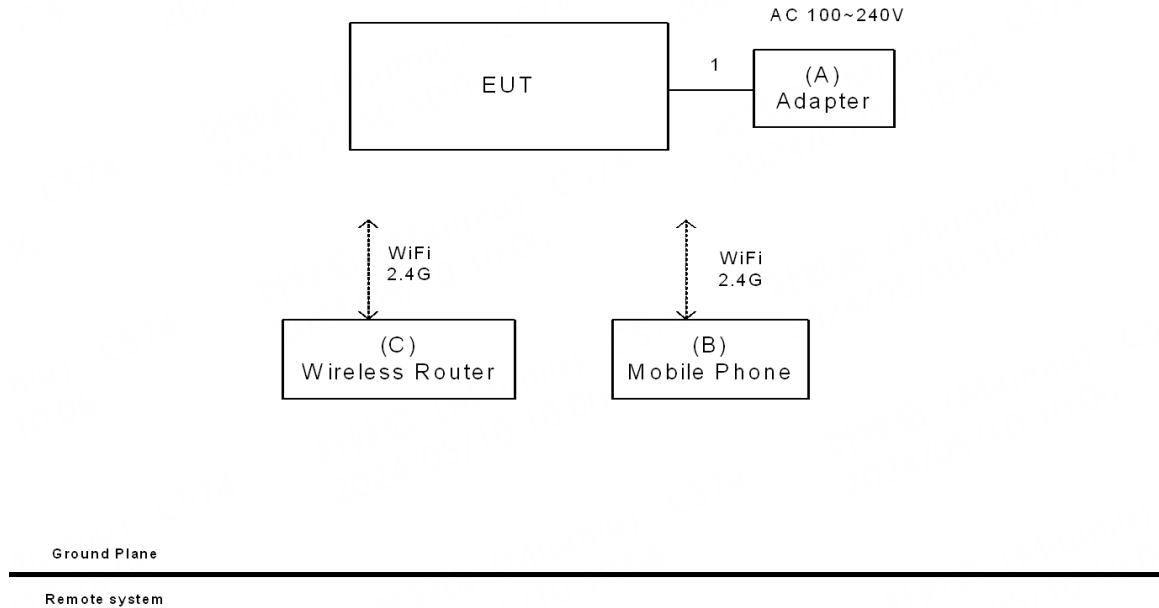 AC 100~240V
EUT
1
(A)
Adapter
WiFi
2.4G
WiFi
2.4G
(C)
Wireless Router
(B)
Mobile Phone
Ground Plane
Remote system